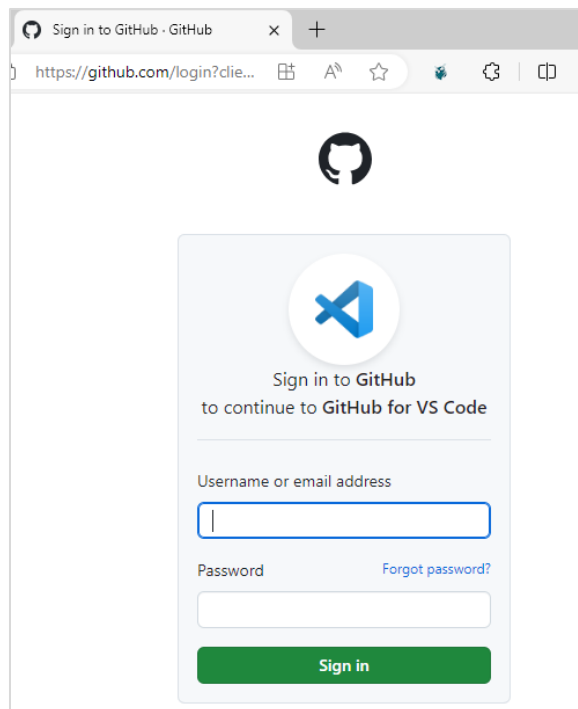 Sign in to GitHub · GitHub
https://github.com/login?clie...
Sign in to GitHub
to continue to GitHub for VS Code
Username or email address
Password Forgot password?
Sign in